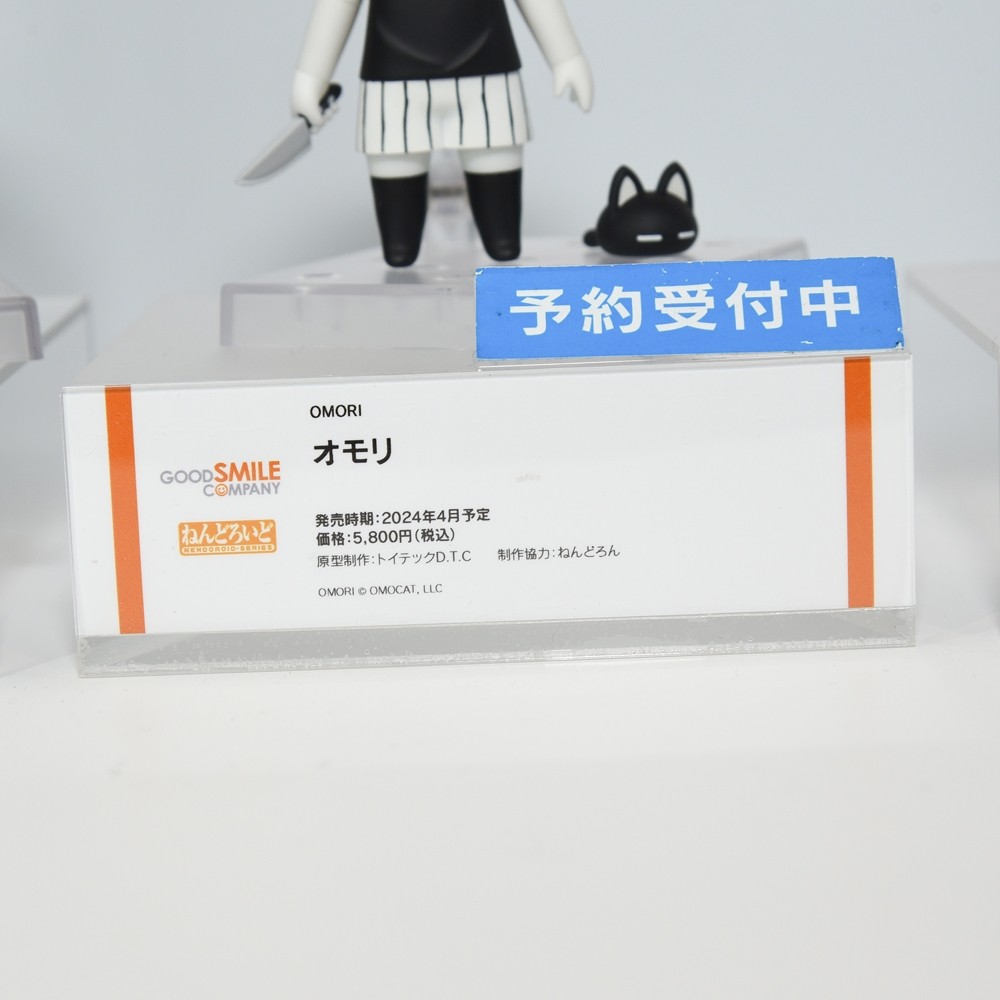 予約受付中
OMORI
オモリ
GOODSMILE
COMPANY
ねんどろいど
NENDOROID-SERIES
発売時期:2024年4月予定
価格:5,800円(税込)
原型制作:トイテックD.T.C 制作協力:ねんどろん
OMORI © OMOCAT, LLC